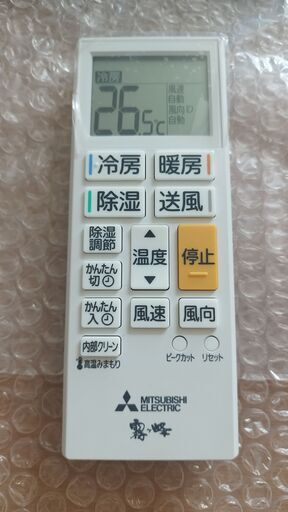 冷房
26.5℃
風速
自動
風向
自動
冷房
暖房
除湿
送風
除湿
調節
▲
温度
▼
停止
かんたん
切
かんたん
入
風速
風向
内部クリーン
高温みまもり
ピークカット
リセット
MITSUBISHI
ELECTRIC
霧ヶ峰